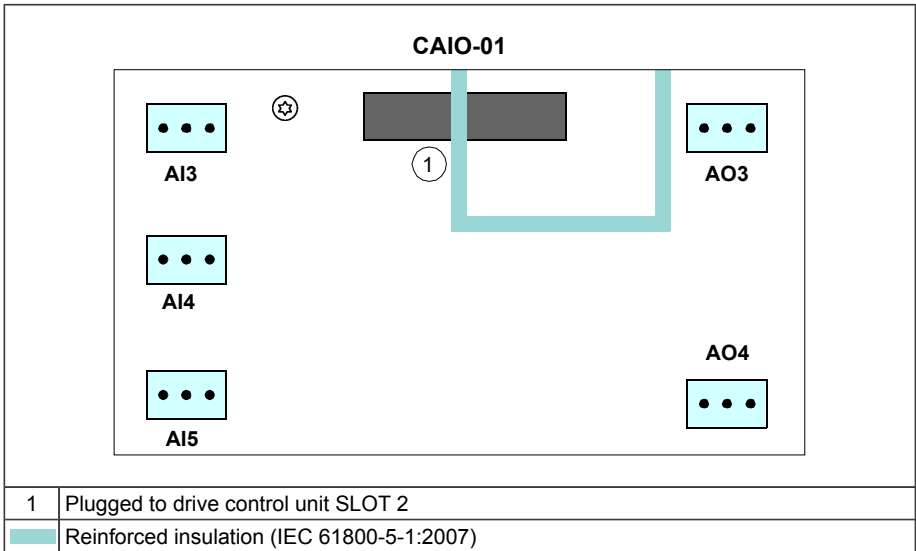 CAIO-01
AI3
1
AO3
AI4
AO4
AI5
1 Plugged to drive control unit SLOT 2
Reinforced insulation (IEC 61800-5-1:2007)